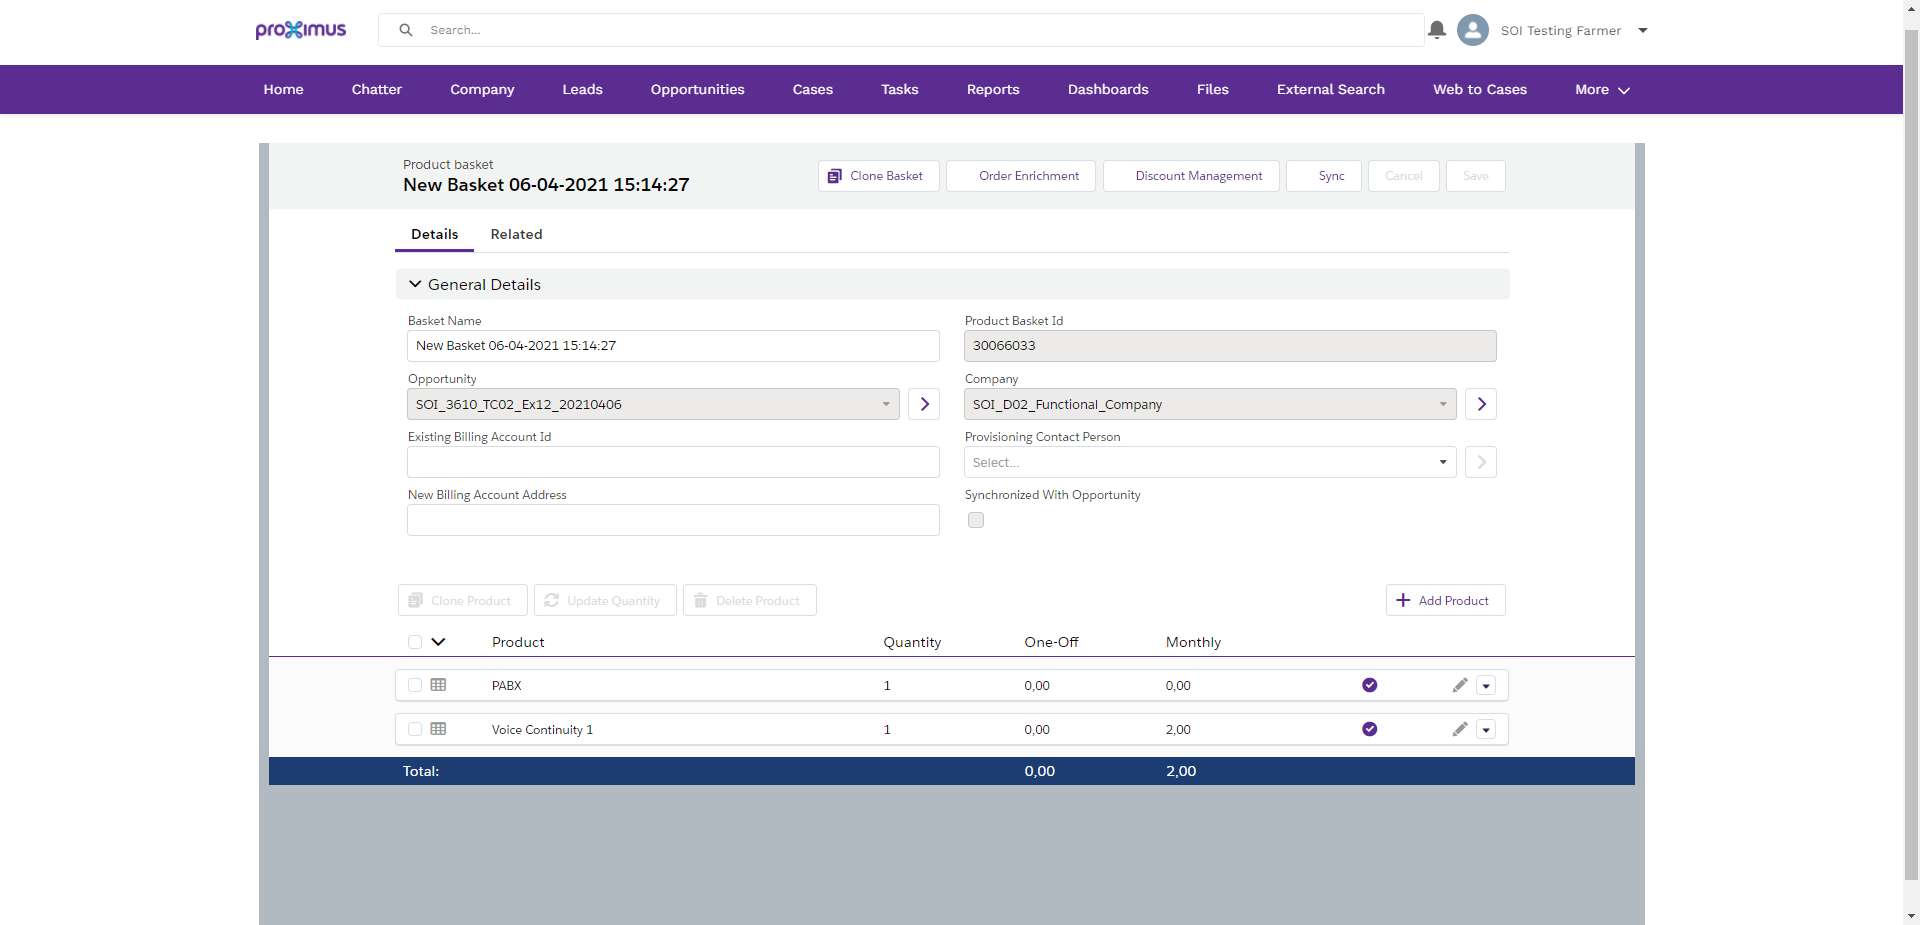 proximus
Search...
SOI Testing Farmer
Home Chatter Company Leads Opportunities Cases Tasks Reports Dashboards Files External Search Web to Cases More
Product basket
New Basket 06-04-2021 15:14:27
Clone Basket Order Enrichment Discount Management Sync Cancel Save
Details Related
General Details
Basket Name Product Basket Id
New Basket 06-04-2021 15:14:27 30066033
Opportunity Company
SOI_3610_TC02_Ex12_20210406 SOI_D02_Functional_Company
Existing Billing Account Id Provisioning Contact Person
Select...
New Billing Account Address Synchronized With Opportunity
Clone Product Update Quantity Delete Product Add Product
Product Quantity One-Off Monthly
PABX 1 0,00 0,00
Voice Continuity 1 1 0,00 2,00
Total: 0,00 2,00